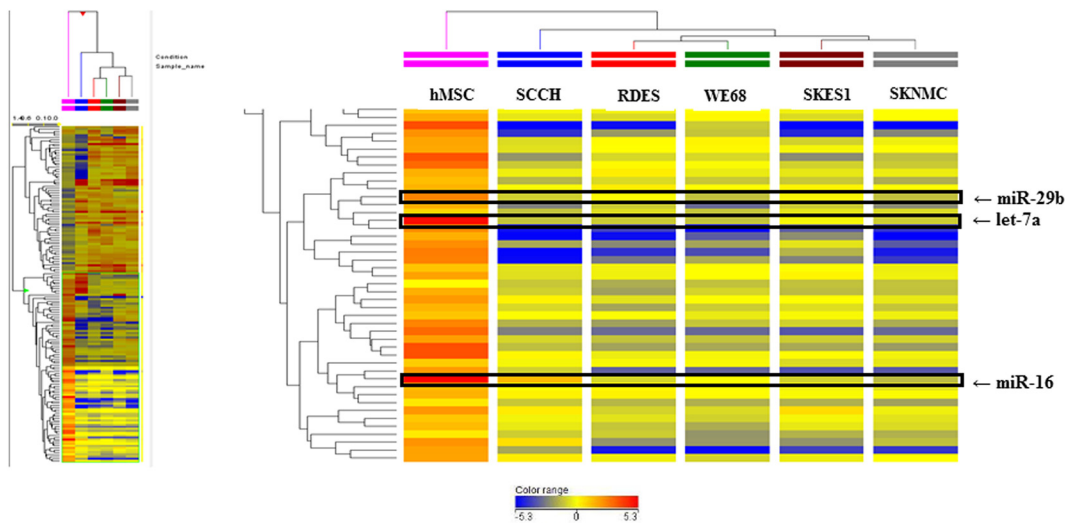 Condition
Sample_name
hMSC SCCH RDES WE68 SKES1 SKNMC
← miR-29b
← let-7a
← miR-16
Color range
-5.3 0 5.3